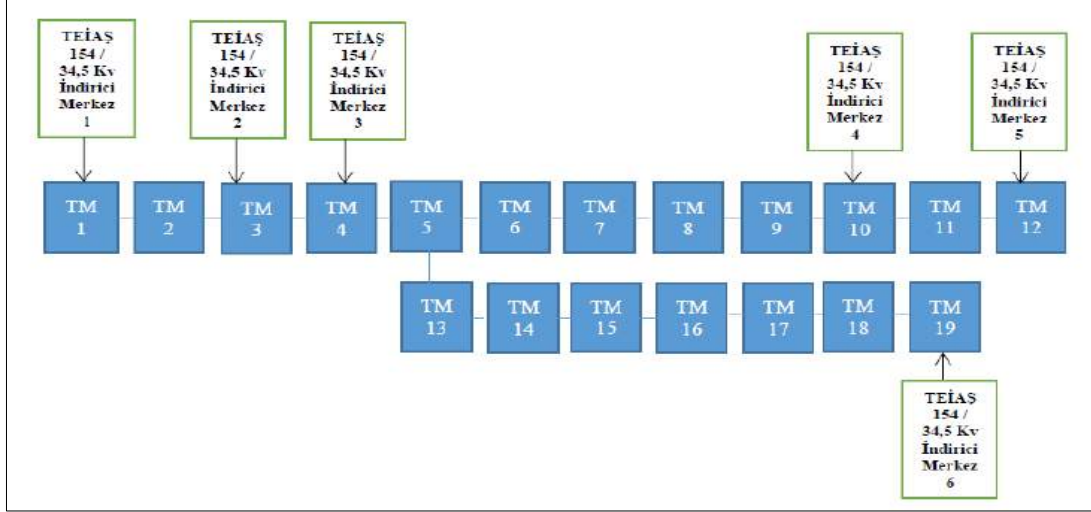 TEİAŞ
154 /
34,5 Kv
İndirici
Merkez
1
TEİAŞ
154 /
34,5 Kv
İndirici
Merkez
2
TEİAŞ
154 /
34,5 Kv
İndirici
Merkez
3
TEİAŞ
154 /
34,5 Kv
İndirici
Merkez
4
TEİAŞ
154 /
34,5 Kv
İndirici
Merkez
5
TM
1
TM
2
TM
3
TM
4
TM
5
TM
6
TM
7
TM
8
TM
9
TM
10
TM
11
TM
12
TM
13
TM
14
TM
15
TM
16
TM
17
TM
18
TM
19
TEİAŞ
154 /
34,5 Kv
İndirici
Merkez
6